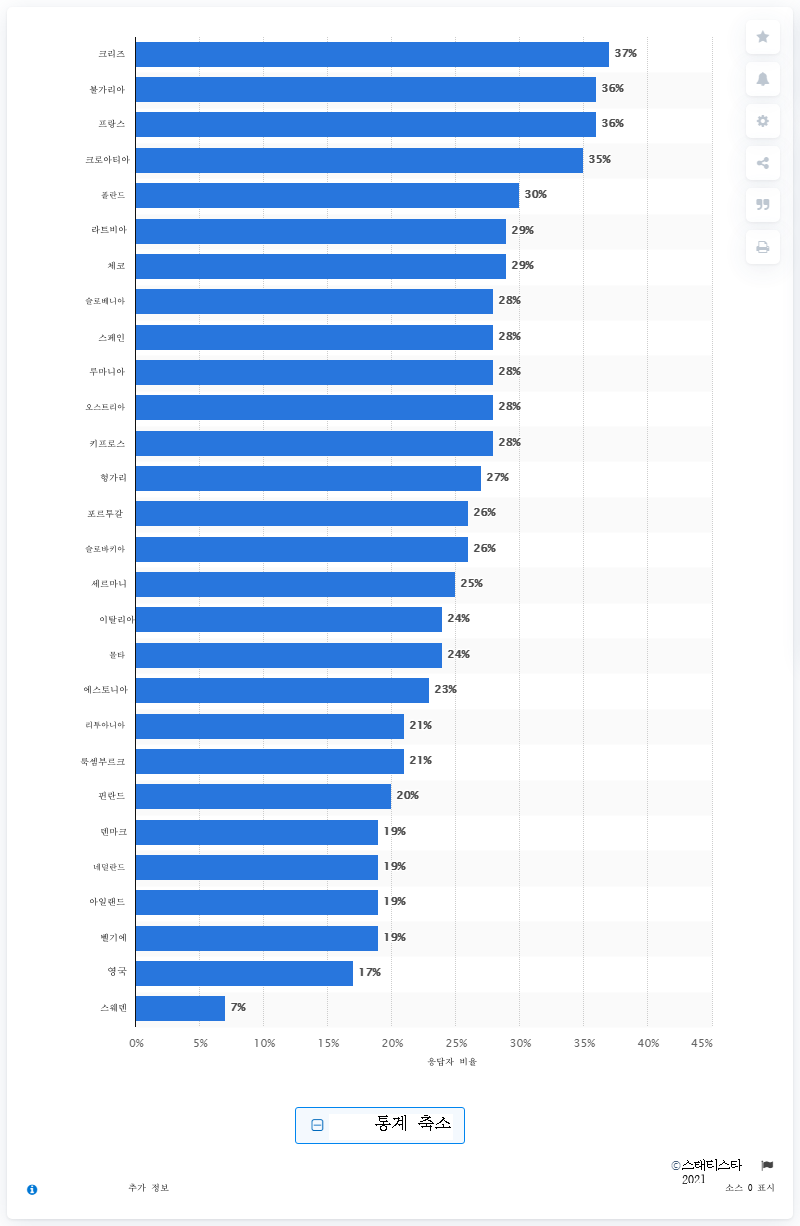 크리즈 37%
불가리아 36%
프랑스 36%
크로아티아 35%
폴란드 30%
라트비아 29%
체코 29%
슬로베니아 28%
스페인 28%
루마니아 28%
오스트리아 28%
키프로스 28%
헝가리 27%
포르투갈 26%
슬로바키아 26%
제르마니 25%
이탈리아 24%
몰타 24%
에스토니아 23%
리투아니아 21%
룩셈부르크 21%
핀란드 20%
덴마크 19%
네덜란드 19%
아일랜드 19%
벨기에 19%
영국 17%
스웨덴 7%
0% 5% 10% 15% 20% 25% 30% 35% 40% 45%
응답자 비율
통계 축소
©스태티스타
2021
추가 정보 소스 0 표시